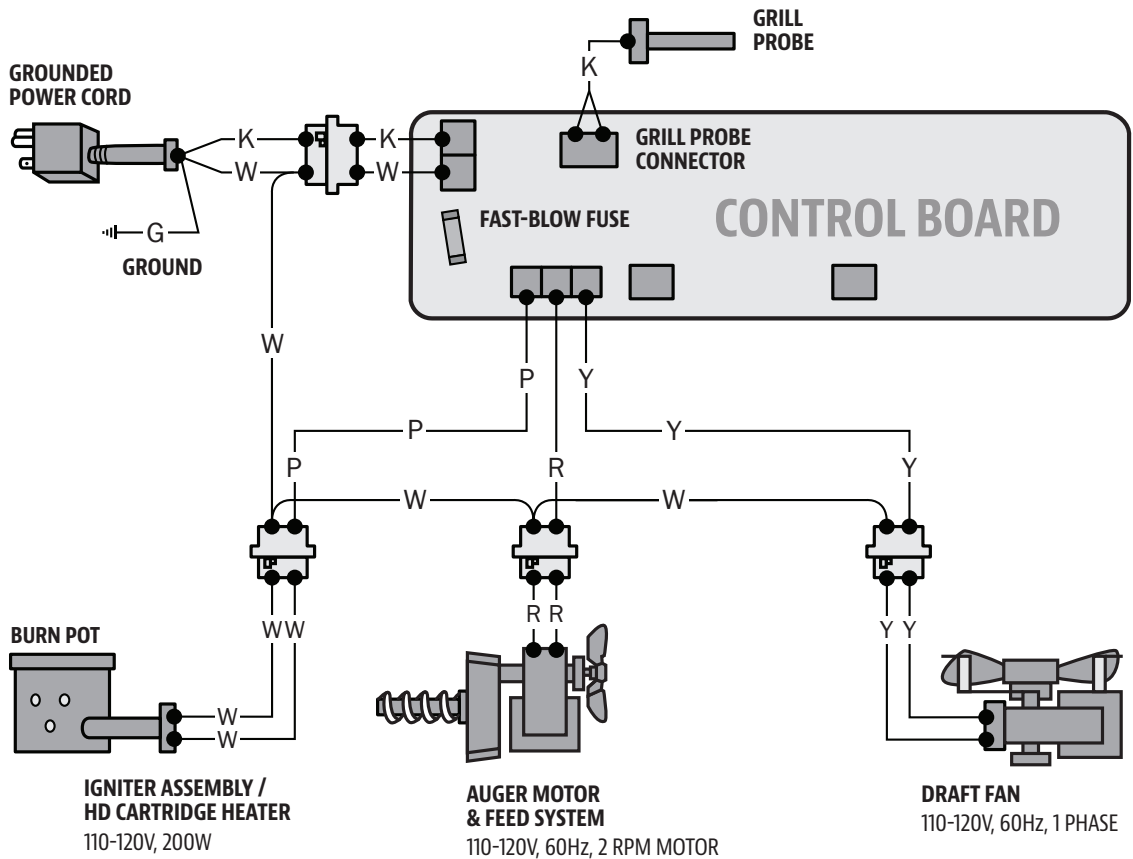 GRILL
PROBE
K
GROUNDED
POWER CORD
K
K
W
W
GRILL PROBE
CONNECTOR
FAST-BLOW FUSE
CONTROL BOARD
G
GROUND
W
P
Y
P
Y
P
R
Y
W
W
R R
W W
Y Y
BURN POT
W
W
IGNITER ASSEMBLY /
HD CARTRIDGE HEATER
110-120V, 200W
AUGER MOTOR
& FEED SYSTEM
110-120V, 60Hz, 2 RPM MOTOR
DRAFT FAN
110-120V, 60Hz, 1 PHASE